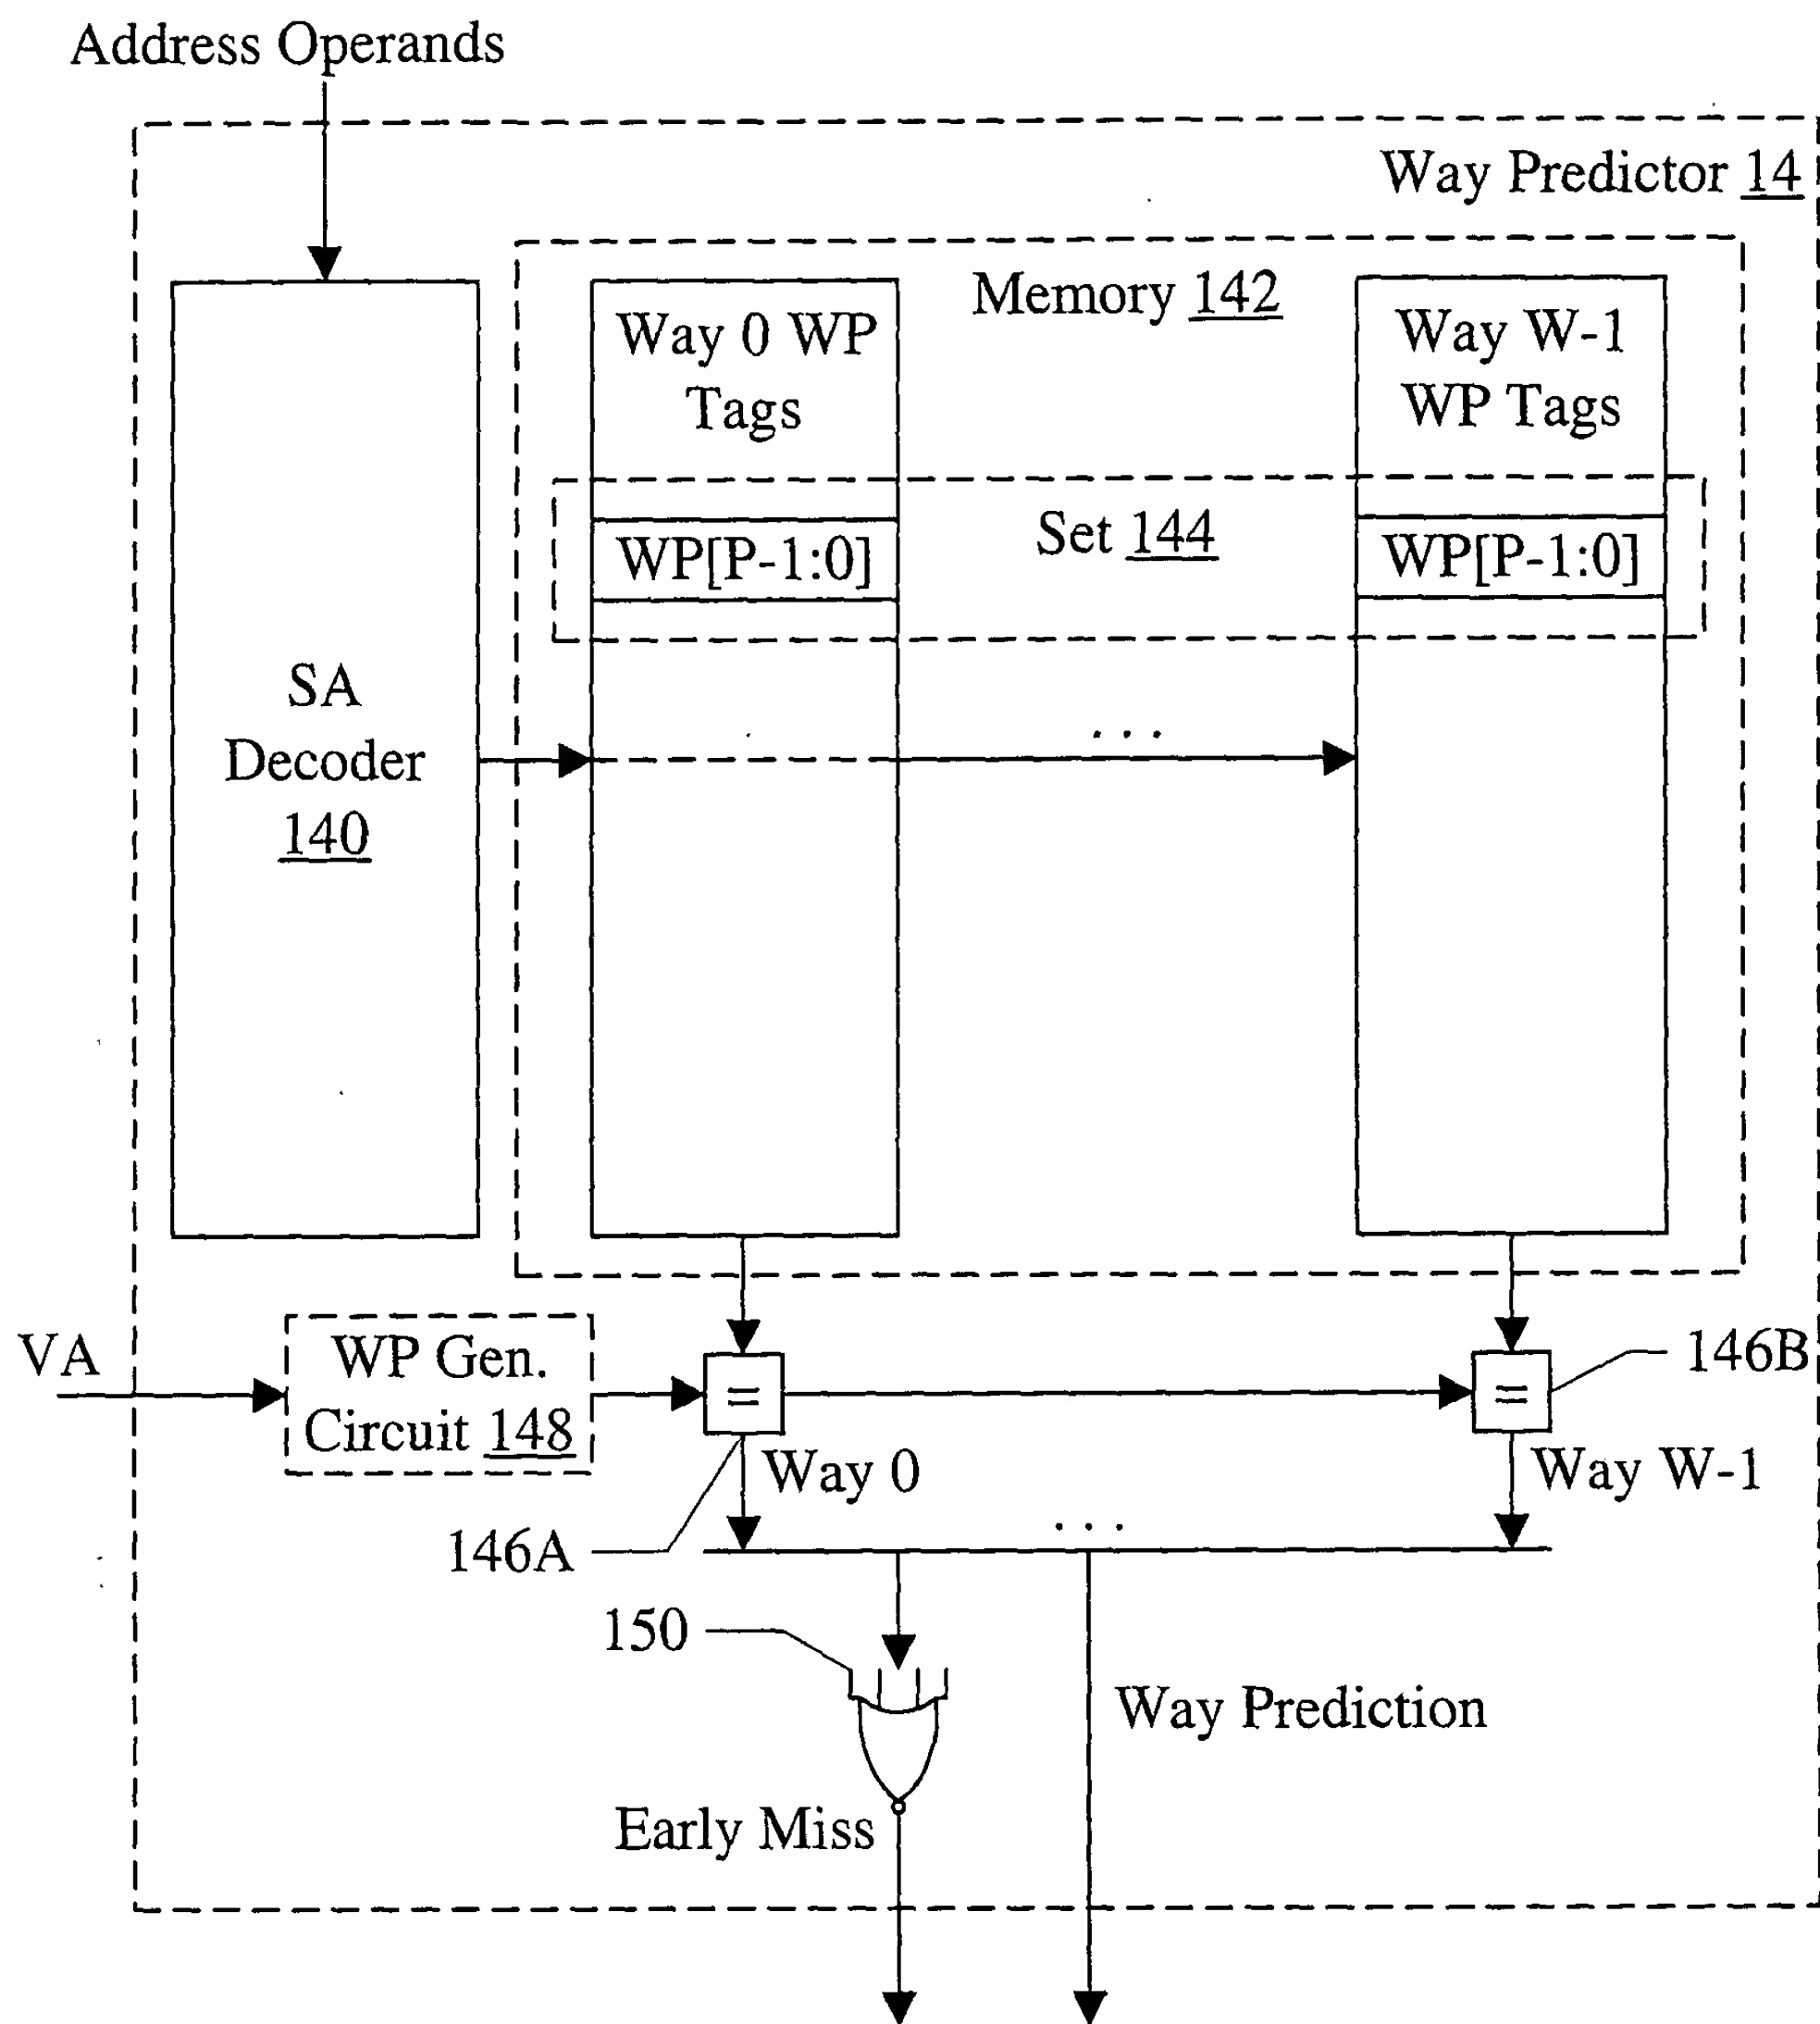 Address Operands
Way Predictor 14
Memory 142
Way 0 WP
Tags
Way W-1
WP Tags
Set 144
WP[P-1:0]
WP[P-1:0]
SA
Decoder
140
. . .
VA
WP Gen.
Circuit 148
=
=
146B
Way 0
Way W-1
146A
. . .
150
Way Prediction
Early Miss